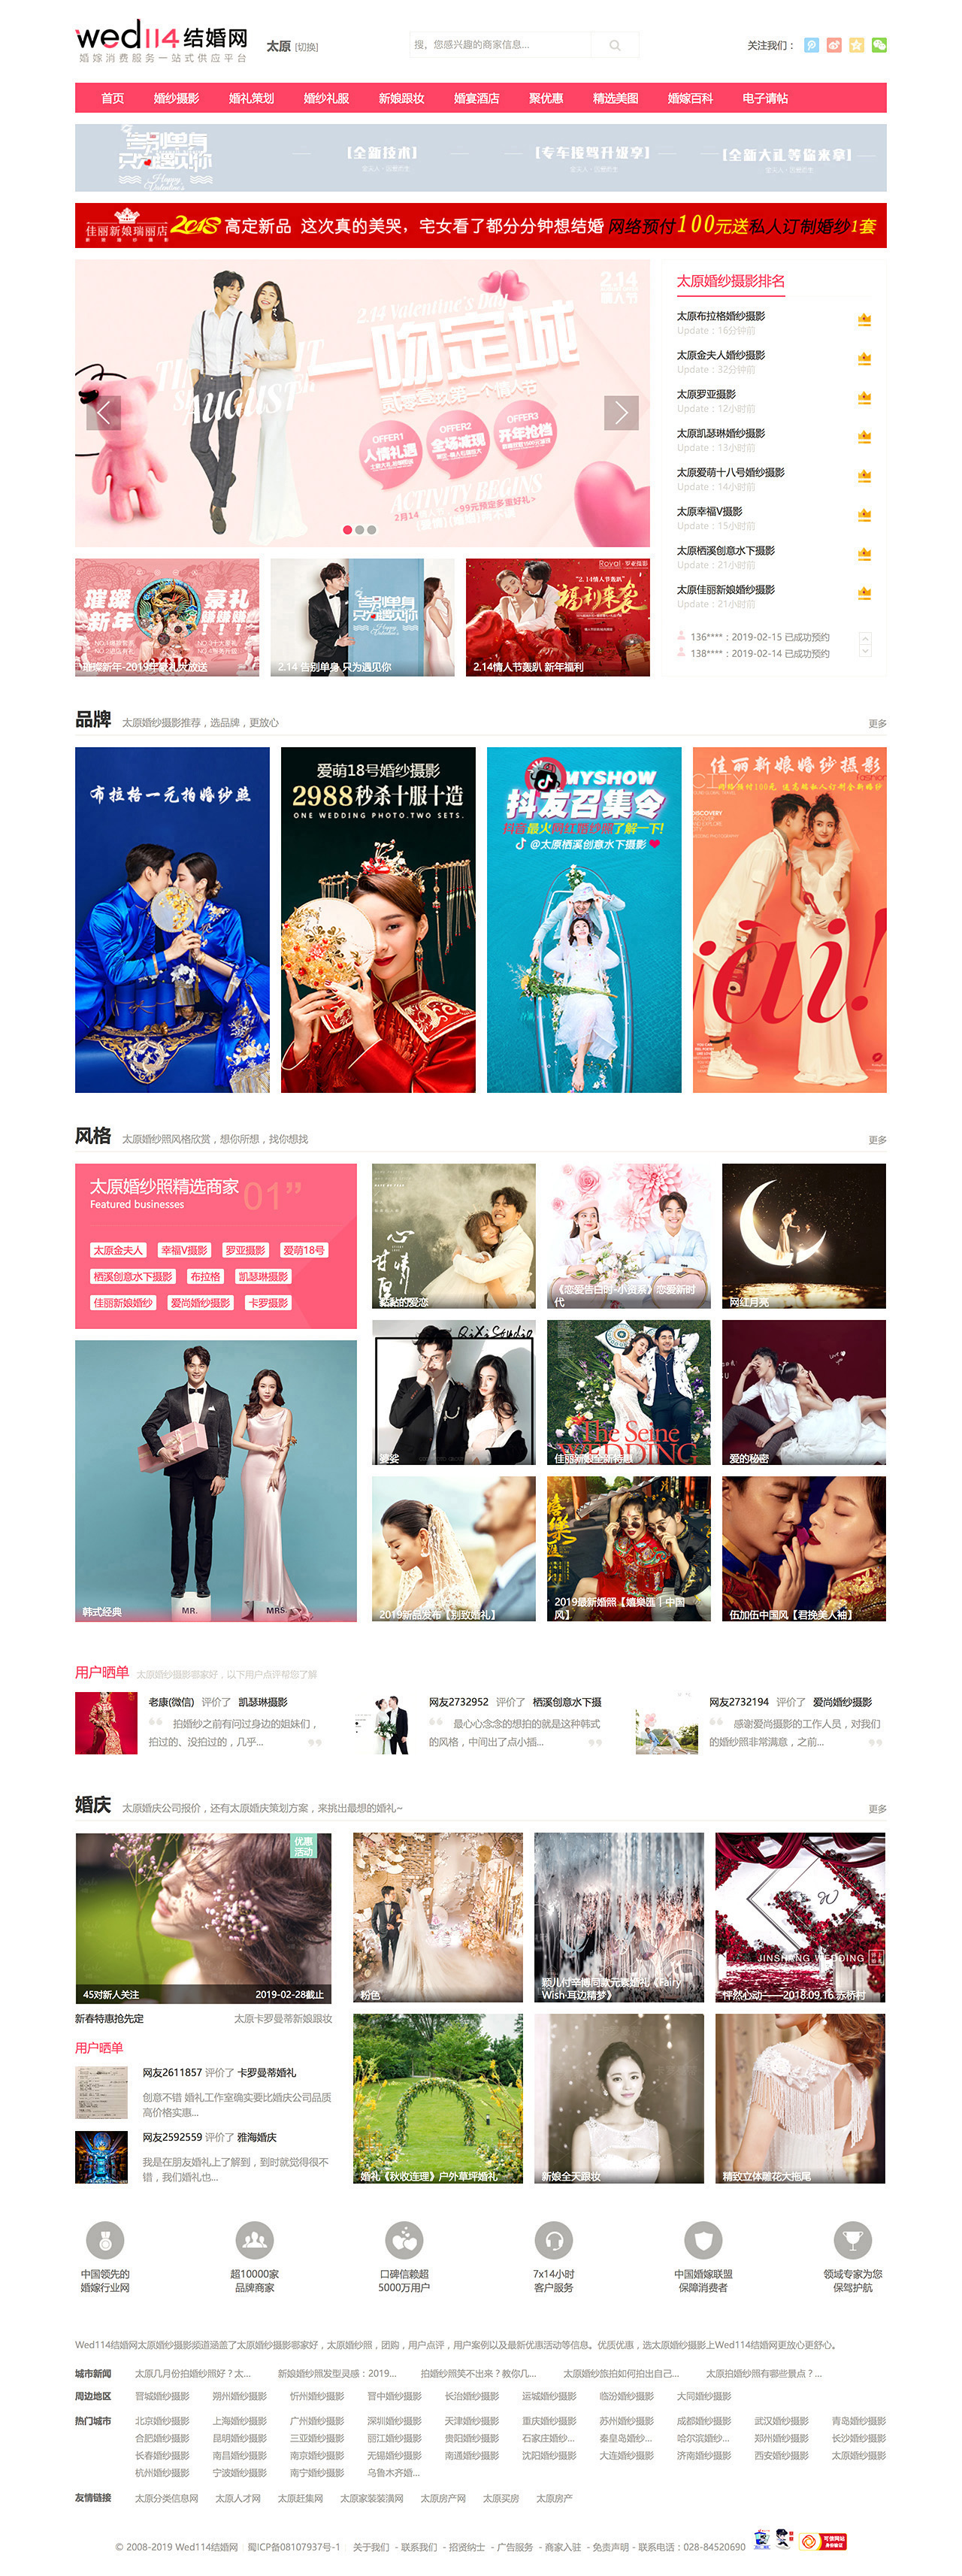 wed114结婚网
婚嫁消费服务一站式供应平台
太原 [切换]
搜，您感兴趣的商家信息...
关注我们：
首页 婚纱摄影 婚礼策划 婚纱礼服 新娘跟妆 婚宴酒店 聚优惠 精选美图 婚嫁百科 电子请帖
告别单身
只为遇见你
Happy
Valentine's
[全新技术] [专车接驾升级享] [全新大礼等你来拿]
佳丽新娘瑞丽店 2018 高定新品 这次真的美哭，宅女看了都分分钟想结婚 网络预付100元送私人订制婚纱1套
2.14
情人节
2.14 Valentine's Day
一吻定城
贰零壹玖第一个情人节
AUGUST
OFFER1
人情礼遇
OFFER2
全场减现
OFFER3
开年抢档
ACTIVITY BEGINS
太原婚纱摄影排名
太原布拉格婚纱摄影
Update：16分钟前
太原金夫人婚纱摄影
Update：32分钟前
太原罗亚摄影
Update：12小时前
太原凯瑟琳婚纱摄影
Update：13小时前
太原爱萌十八号婚纱摄影
Update：14小时前
太原幸福V摄影
Update：15小时前
太原栖溪创意水下摄影
Update：21小时前
太原佳丽新娘婚纱摄影
Update：21小时前
136****：2019-02-15 已成功预约
138****：2019-02-14 已成功预约
璀璨新年 豪礼
璀璨新年-2019年豪礼大放送
告别单身
只为遇见你
2.14 告别单身 只为遇见你
Royal 罗亚摄影
"2.14情人节轰趴"
福利来袭
2.14情人节轰趴 新年福利
品牌 太原婚纱摄影推荐，选品牌，更放心 更多
布拉格一元拍婚纱照
爱萌18号婚纱摄影
2988秒杀十服十造
ONE WEDDING PHOTO.TWO SETS.
MYSHOW
抖友召集令
抖音最火网红婚纱照了解一下!
@太原栖溪创意水下摄影
佳丽新娘婚纱摄影
CITY fashion
网络预付100元 送高端私人订制全新婚纱
ai!
风格 太原婚纱照风格欣赏，想你所想，找你想找 更多
太原婚纱照精选商家 01”
Featured businesses
太原金夫人 幸福V摄影 罗亚摄影 爱萌18号
栖溪创意水下摄影 布拉格 凯瑟琳摄影
佳丽新娘婚纱 爱尚婚纱摄影 卡罗摄影
心甘情愿
黏黏的爱恋
《恋爱告白时-小贺票》恋爱新时代
网红月亮
QiXi Studio
婆娑
The Seine
WEDDING
佳丽新娘全新特惠
爱的秘密
MR. MRS.
韩式经典
2019新品发布【别致婚礼】
2019最新婚照【嬉樂匯丨中国风】
伍加伍中国风【君挽美人袖】
用户晒单 太原婚纱摄影哪家好，以下用户点评帮您了解
老康(微信) 评价了 凯瑟琳摄影
拍婚纱之前有问过身边的姐妹们，
拍过的、没拍过的，几乎...
网友2732952 评价了 栖溪创意水下摄
最心心念念的想拍的就是这种韩式
的风格，中间出了点小插...
网友2732194 评价了 爱尚婚纱摄影
感谢爱尚摄影的工作人员，对我们
的婚纱照非常满意，之前...
婚庆 太原婚庆公司报价，还有太原婚庆策划方案，来挑出最想的婚礼~ 更多
优惠
活动
45对新人关注 2019-02-28截止
新春特惠抢先定 太原卡罗曼蒂新娘跟妆
用户晒单
网友2611857 评价了 卡罗曼蒂婚礼
创意不错 婚礼工作室确实要比婚庆公司品质
高价格实惠...
网友2592559 评价了 雅海婚庆
我是在朋友婚礼上了解到，到时就觉得很不
错，我们婚礼也...
粉色
颖儿付辛博同款元素婚礼《Fairy
Wish·耳边精梦》
JINSHANG WEDDING
怦然心动——2018.09.16 苏桥村
婚礼《秋收连理》户外草坪婚礼
新娘全天跟妆
精致立体雕花大拖尾
中国领先的
婚嫁行业网
超10000家
品牌商家
口碑信赖超
5000万用户
7x14小时
客户服务
中国婚嫁联盟
保障消费者
领域专家为您
保驾护航
Wed114结婚网太原婚纱摄影频道涵盖了太原婚纱摄影哪家好，太原婚纱照，团购，用户点评，用户案例以及最新优惠活动等信息。优质优惠，选太原婚纱摄影上Wed114结婚网更放心更舒心。
城市新闻 太原几月份拍婚纱照好？太... 新娘婚纱照发型灵感：2019... 拍婚纱照笑不出来？教你几... 太原婚纱旅拍如何拍出自己... 太原拍婚纱照有哪些景点？...
周边地区 晋城婚纱摄影 朔州婚纱摄影 忻州婚纱摄影 晋中婚纱摄影 长治婚纱摄影 运城婚纱摄影 临汾婚纱摄影 大同婚纱摄影
热门城市 北京婚纱摄影 上海婚纱摄影 广州婚纱摄影 深圳婚纱摄影 天津婚纱摄影 重庆婚纱摄影 苏州婚纱摄影 成都婚纱摄影 武汉婚纱摄影 青岛婚纱摄影
合肥婚纱摄影 昆明婚纱摄影 三亚婚纱摄影 丽江婚纱摄影 贵阳婚纱摄影 石家庄婚纱... 秦皇岛婚纱... 哈尔滨婚纱... 郑州婚纱摄影 长沙婚纱摄影
长春婚纱摄影 南昌婚纱摄影 南京婚纱摄影 无锡婚纱摄影 南通婚纱摄影 沈阳婚纱摄影 大连婚纱摄影 济南婚纱摄影 西安婚纱摄影 太原婚纱摄影
杭州婚纱摄影 宁波婚纱摄影 南宁婚纱摄影 乌鲁木齐婚...
友情链接 太原分类信息网 太原人才网 太原赶集网 太原家装装潢网 太原房产网 太原买房 太原房产
© 2008-2019 Wed114结婚网 蜀ICP备08107937号-1 关于我们 - 联系我们 - 招贤纳士 - 广告服务 - 商家入驻 - 免责声明 - 联系电话：028-84520690